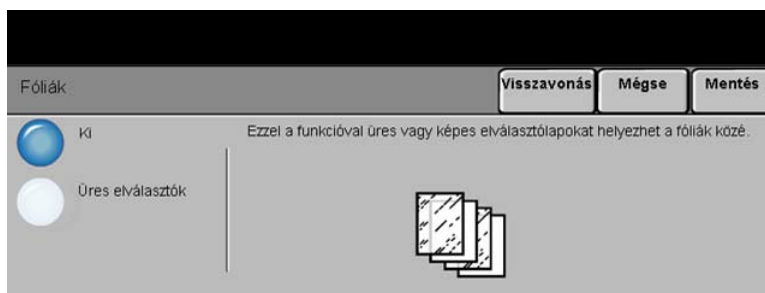 Fóliák
Visszavonás
Mégse
Mentés
Ki
Ezzel a funkcióval üres vagy képes elválasztólapokat helyezhet a fóliák közé.
Üres elválasztók